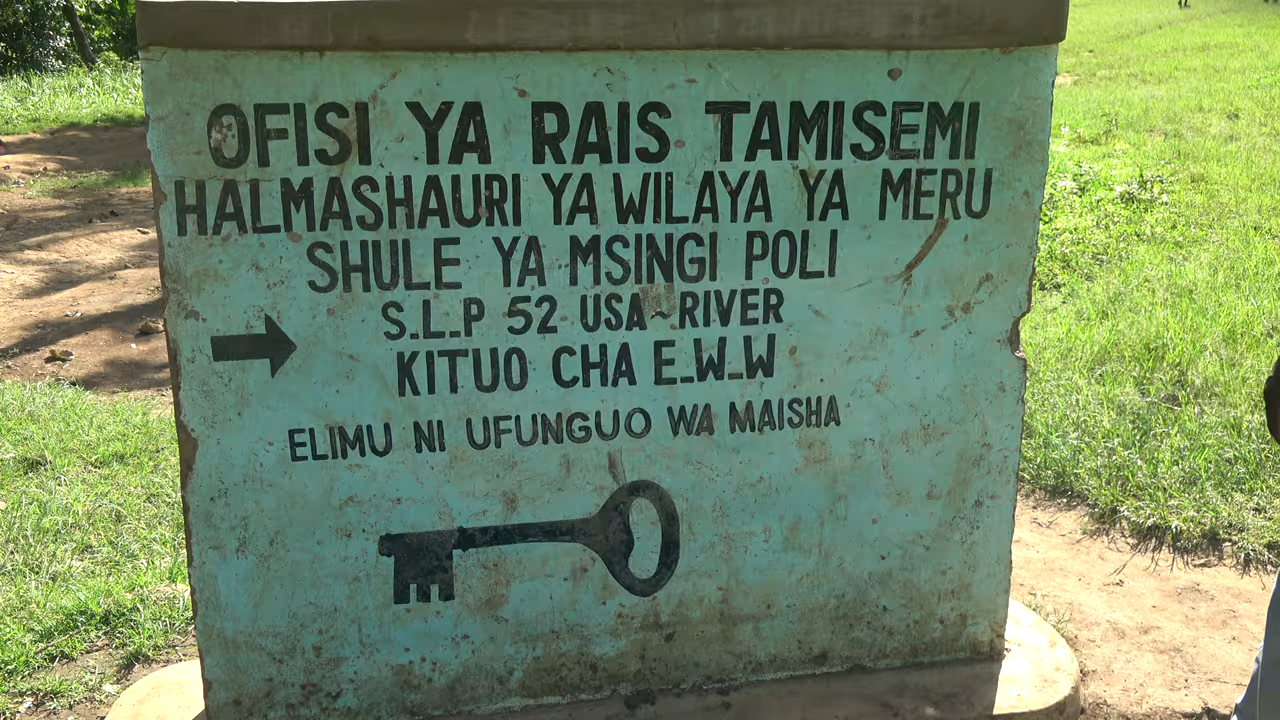 OFISI YA RAIS TAMISEMI
HALMASHAURI YA WILAYA YA MERU
SHULE YA MSINGI POLI
S.L.P 52 USA~RIVER
KITUO CHA E.W.W
ELIMU NI UFUNGUO WA MAISHA